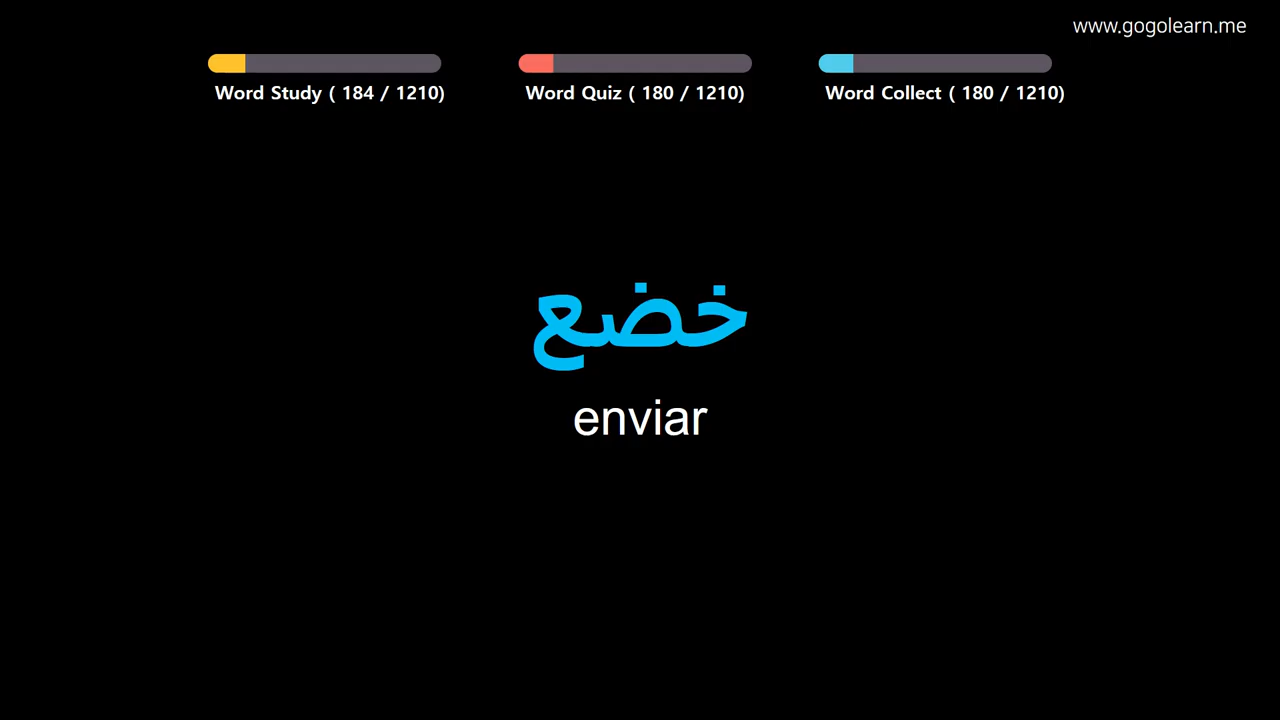 www.gogolearn.me
Word Study ( 184 / 1210)
Word Quiz ( 180 / 1210)
Word Collect ( 180 / 1210)
خضع
enviar